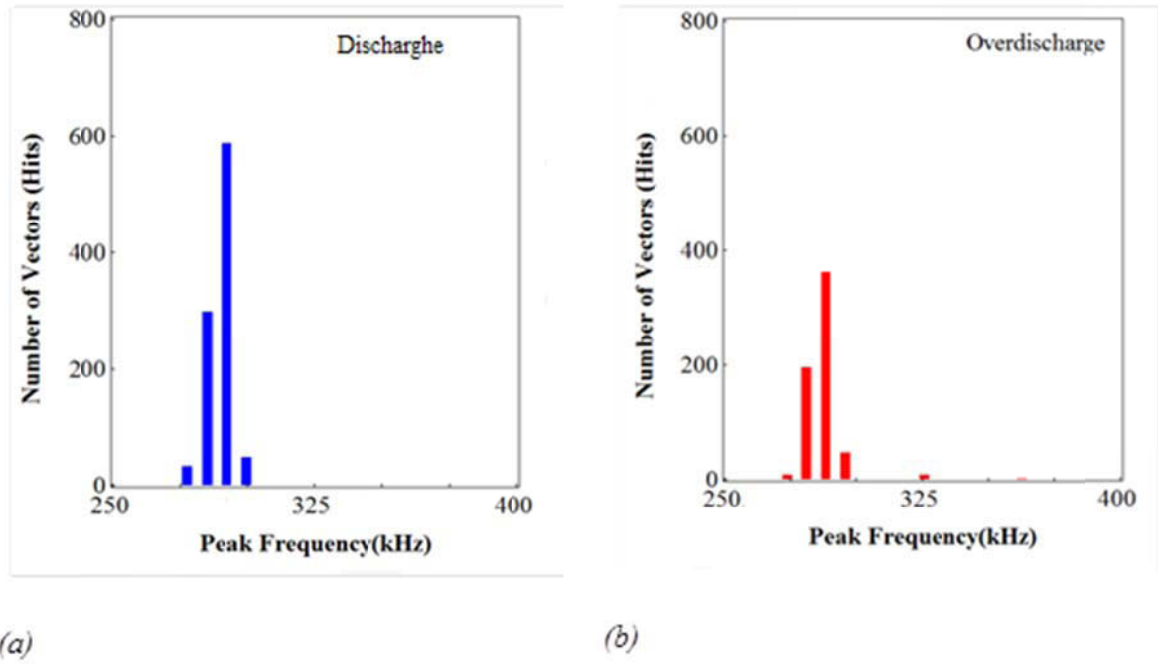 Discharghe
800
600
400
200
0
250
325
400
Number of Vectors (Hits)
Peak Frequency(kHz)
(a)
Overdischarge
800
600
400
200
0
250
325
400
Number of Vectors (Hits)
Peak Frequency(kHz)
(b)